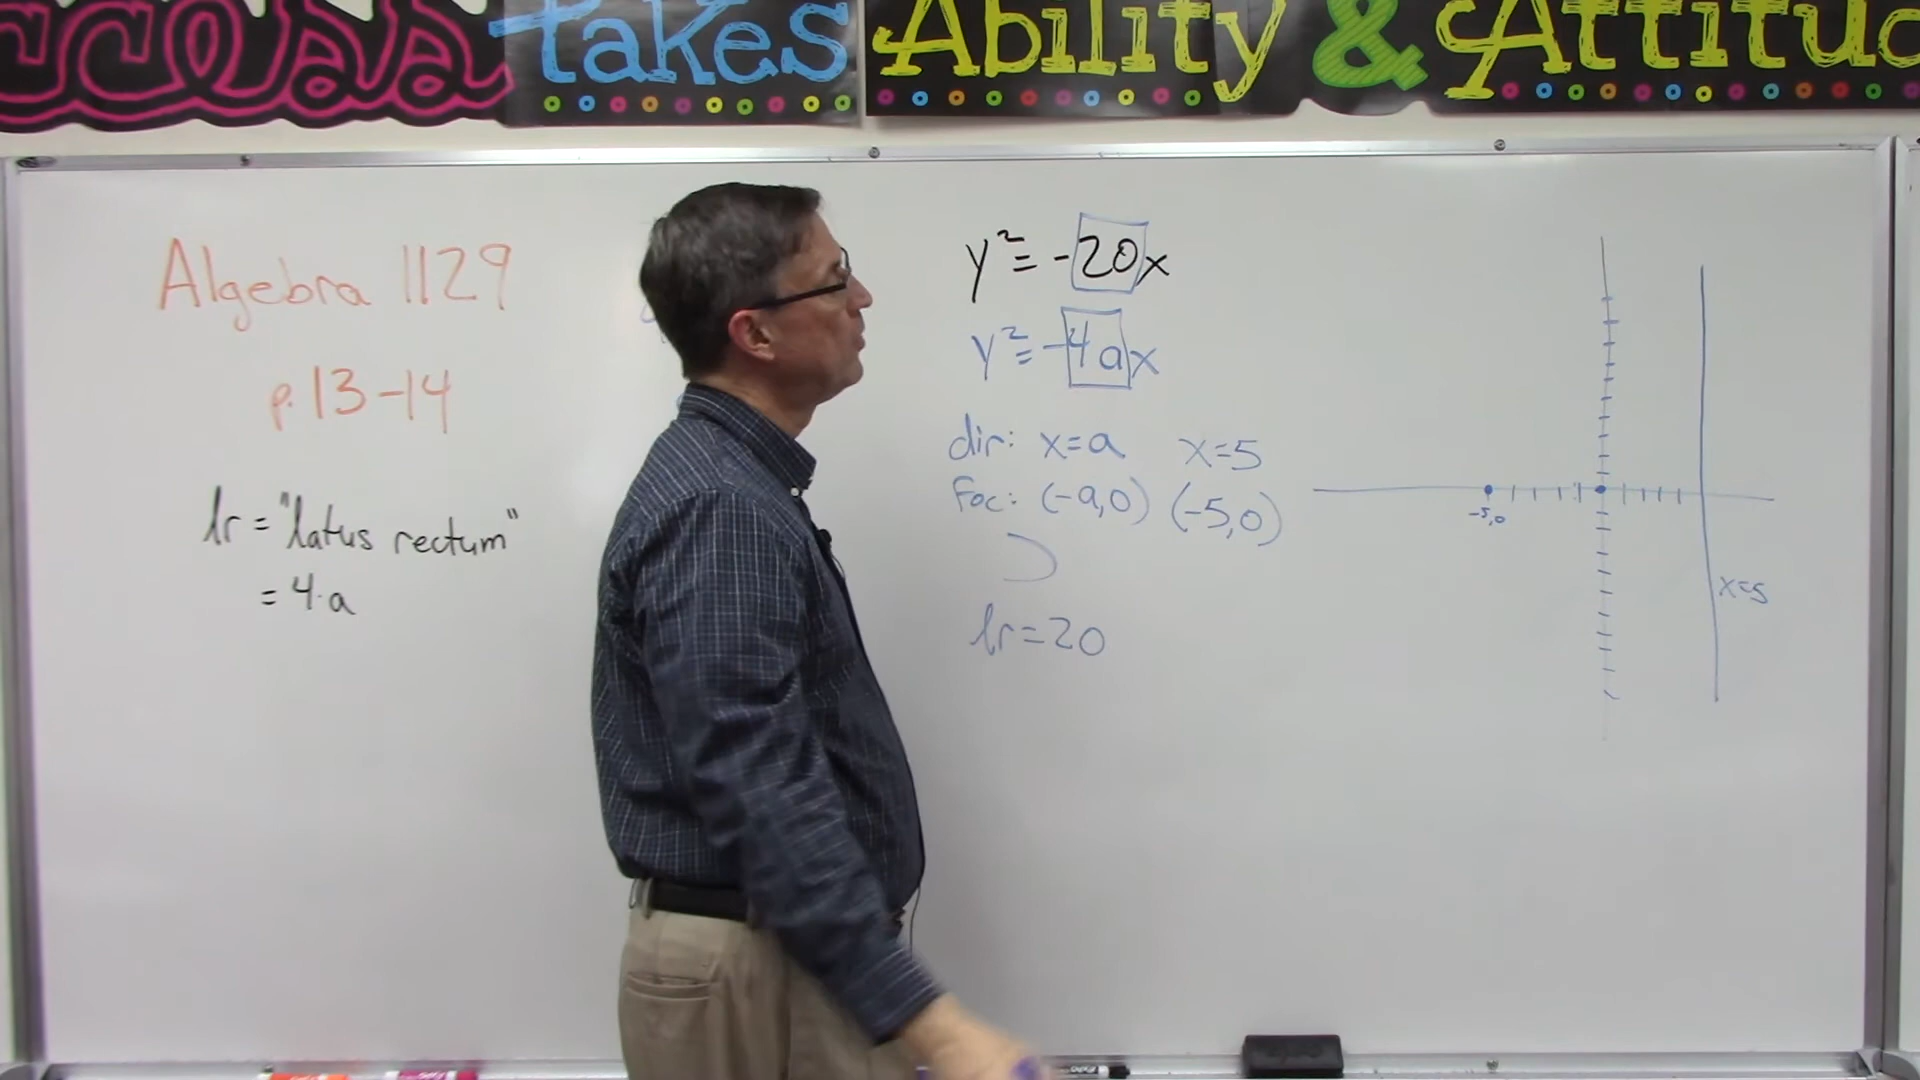 takes Ability &
Algebra 1129
p. 13-14
lr = "latus rectum"
= 4·a
y² = -20x
y² = -4ax
dir: x=a x=5
Foc: (-a,0) (-5,0)
lr=20
-5,0
x=5